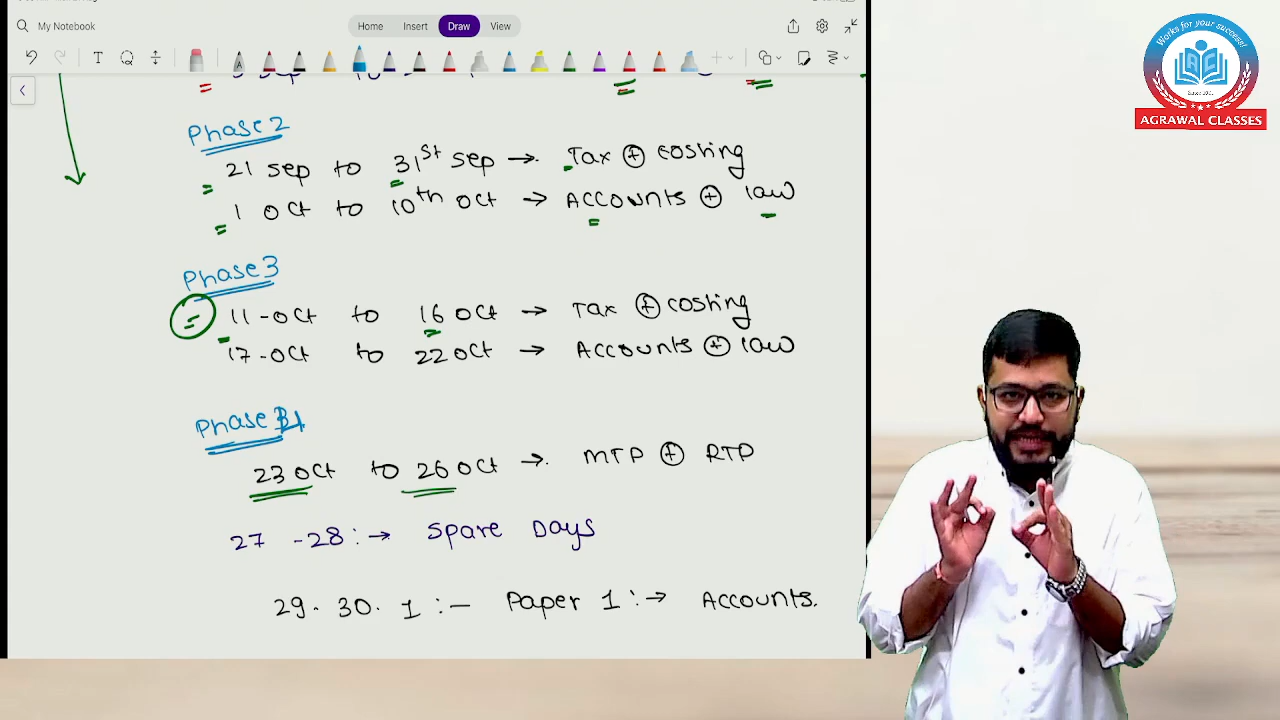 My Notebook
Home Insert Draw View
Phase 2
21 Sep to 31st Sep → Tax + Costing
1 Oct to 10th Oct → Accounts + law
Phase 3
11-Oct to 16 Oct → Tax + Costing
17-Oct to 22 Oct → Accounts + law
Phase 4
23 Oct to 26 Oct → MTP + RTP
27 -28 :→ Spare Days
29. 30. 1 :- Paper 1 :→ Accounts.
Works for your success!
AC
AGRAWAL CLASSES